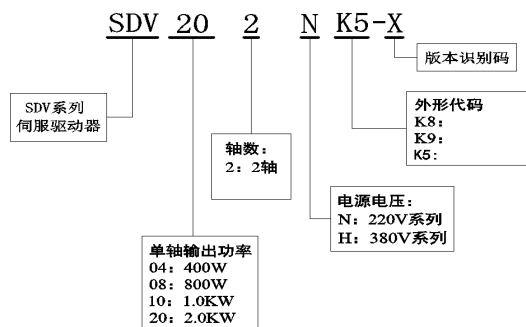 SDV 20 2 N K5-X
版本识别码
SDV系列
伺服驱动器
外形代码
K8:
K9:
K5:
轴数:
2: 2轴
电源电压:
N: 220V系列
H: 380V系列
单轴输出功率
04: 400W
08: 800W
10: 1.0KW
20: 2.0KW